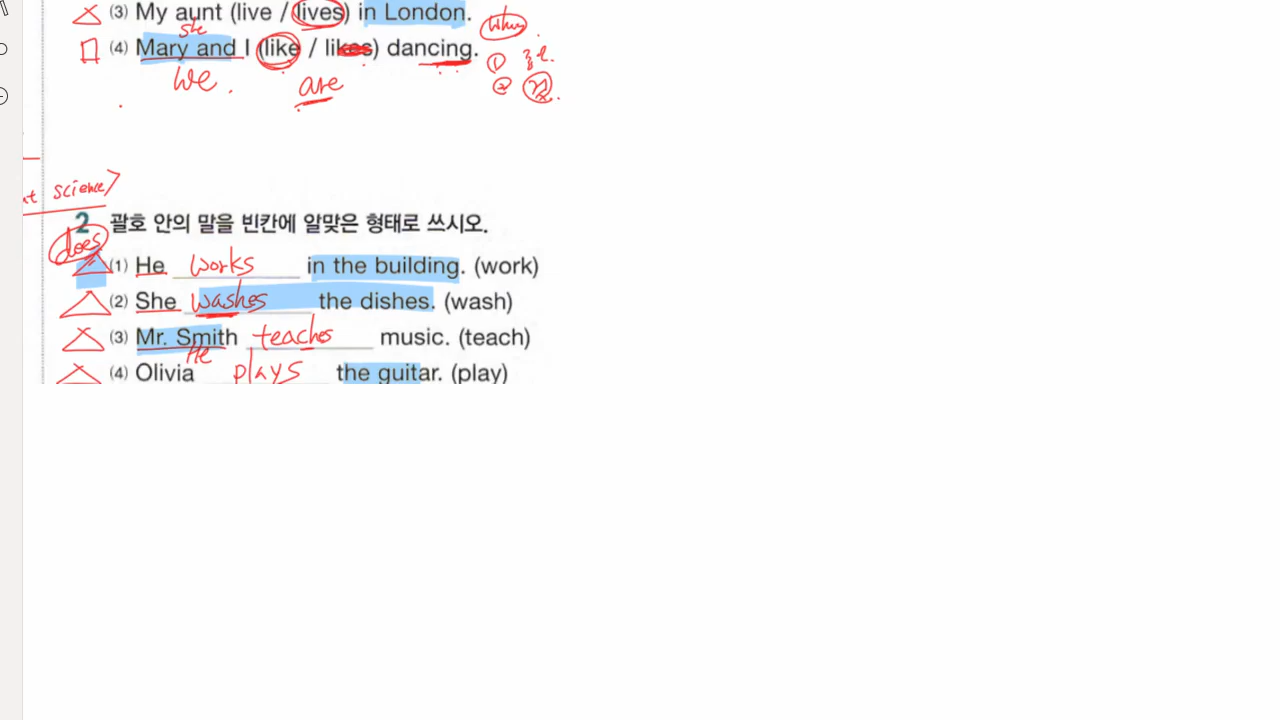 (3) My aunt (live / lives) in London.
she
(4) Mary and I (like / likes) dancing.
We are
science>
2 괄호 안의 말을 빈칸에 알맞은 형태로 쓰시오.
does
(1) He works in the building. (work)
(2) She washes the dishes. (wash)
(3) Mr. Smith teaches music. (teach)
He
(4) Olivia plays the guitar. (play)